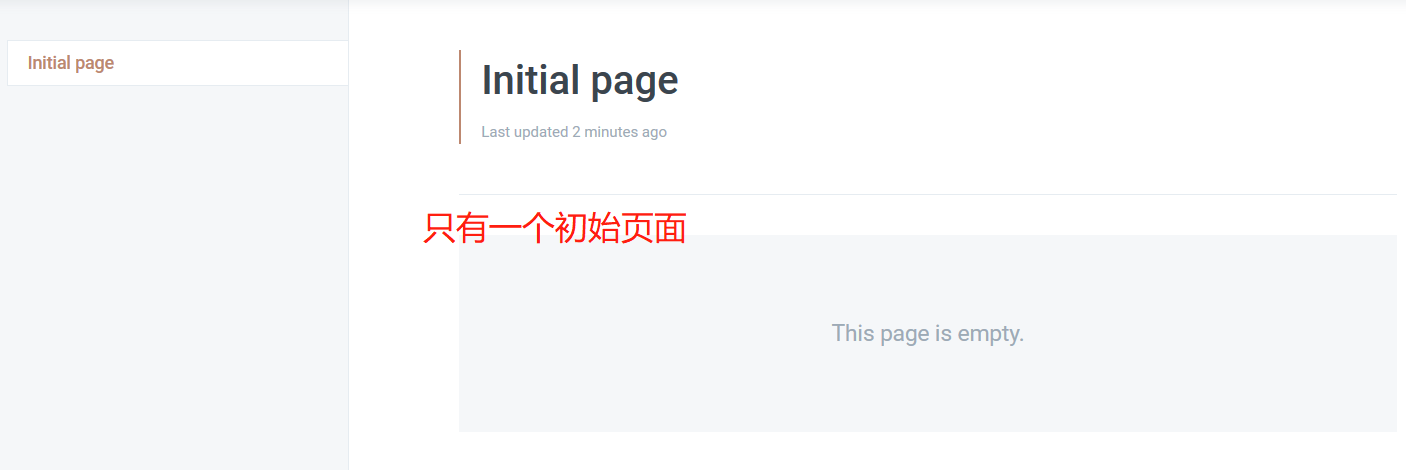 Initial page
Initial page
Last updated 2 minutes ago
只有一个初始页面
This page is empty.